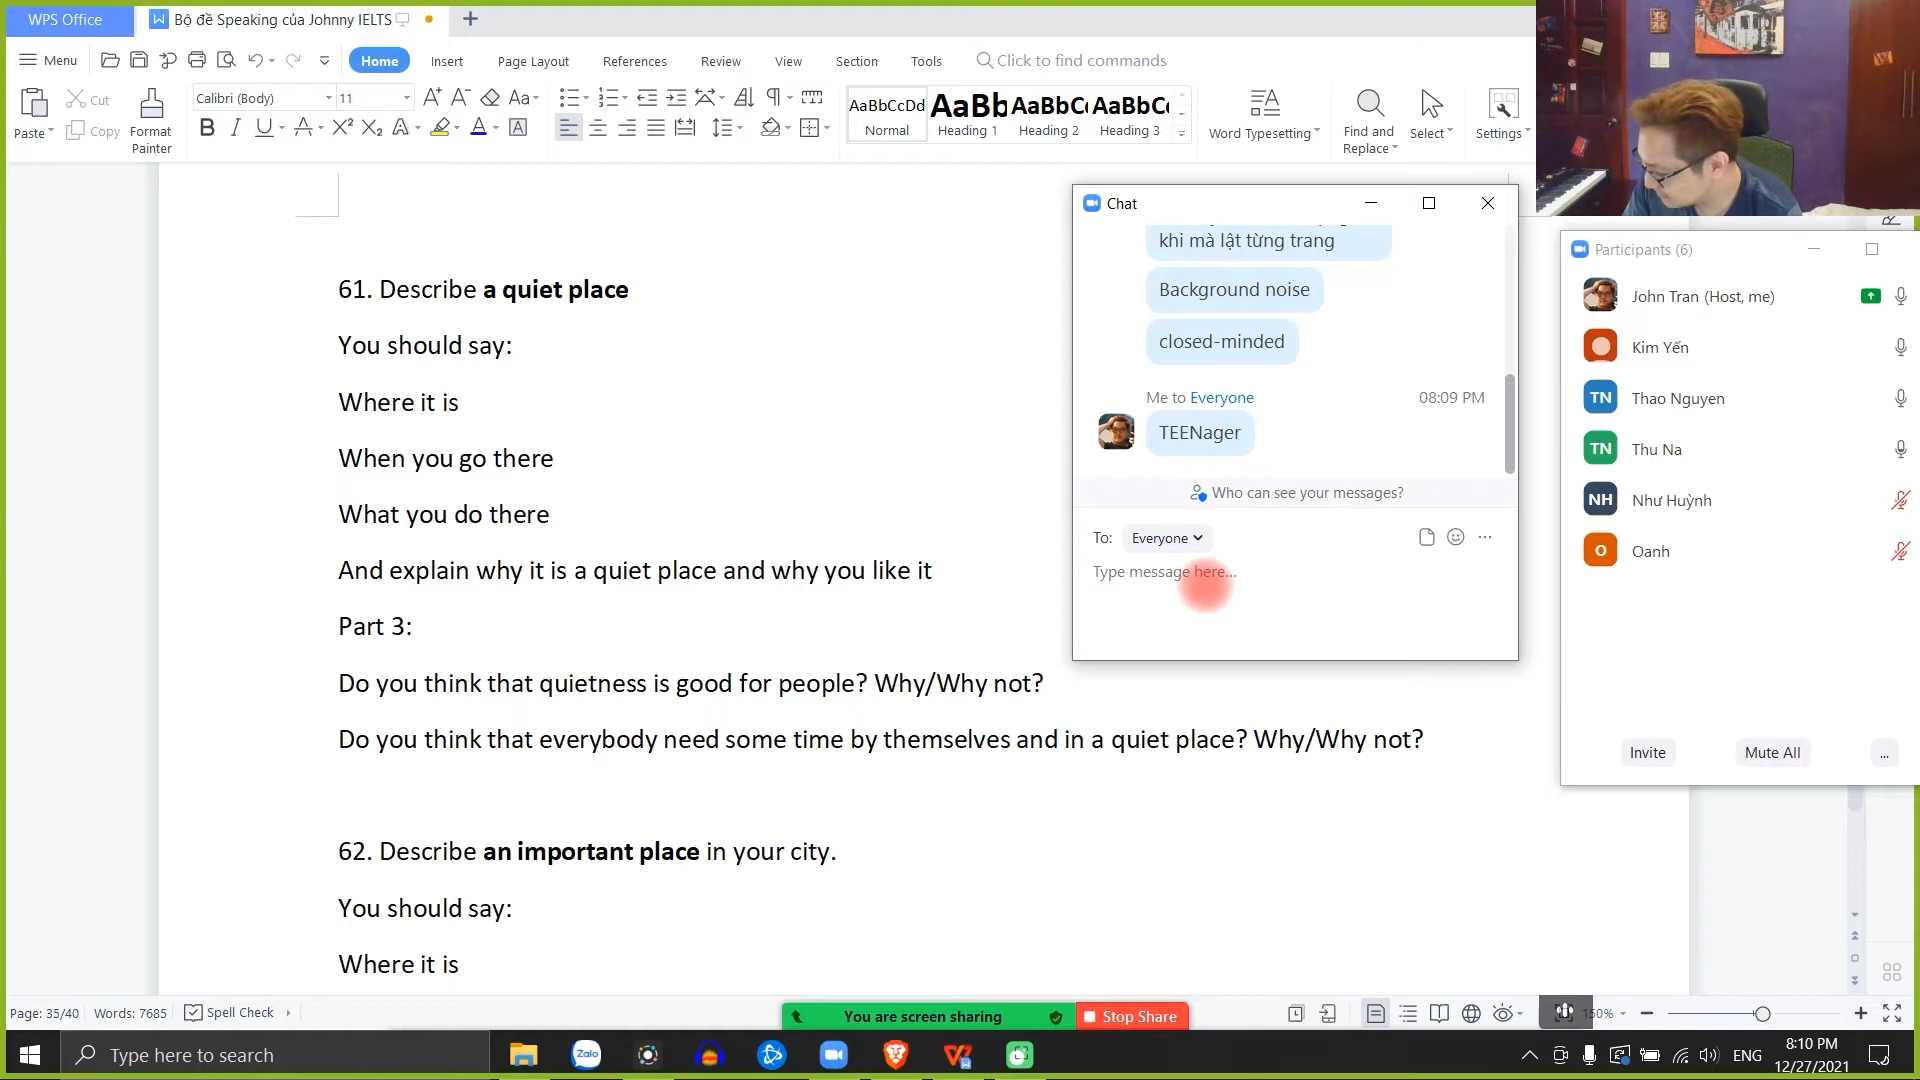 WPS Office
Bộ đề Speaking của Johnny IELTS
Menu
Home
Insert
Page Layout
References
Review
View
Section
Tools
Click to find commands
Paste
Cut
Copy
Format
Painter
Calibri (Body)
11
AaBbCcDd
Normal
AaBb
Heading 1
AaBbC
Heading 2
AaBbC
Heading 3
Word Typesetting
Find and
Replace
Select
Settings
61. Describe a quiet place
You should say:
Where it is
When you go there
What you do there
And explain why it is a quiet place and why you like it
Part 3:
Do you think that quietness is good for people? Why/Why not?
Do you think that everybody need some time by themselves and in a quiet place? Why/Why not?
62. Describe an important place in your city.
You should say:
Where it is
Chat
khi mà lật từng trang
Background noise
closed-minded
Me to Everyone
08:09 PM
TEENager
Who can see your messages?
To: Everyone
Type message here...
Participants (6)
John Tran (Host, me)
Kim Yến
TN Thao Nguyen
TN Thu Na
NH Như Huỳnh
O Oanh
Invite
Mute All
...
Page: 35/40
Words: 7685
Spell Check
You are screen sharing
Stop Share
150%
Type here to search
Zalo
ENG
8:10 PM
12/27/2021